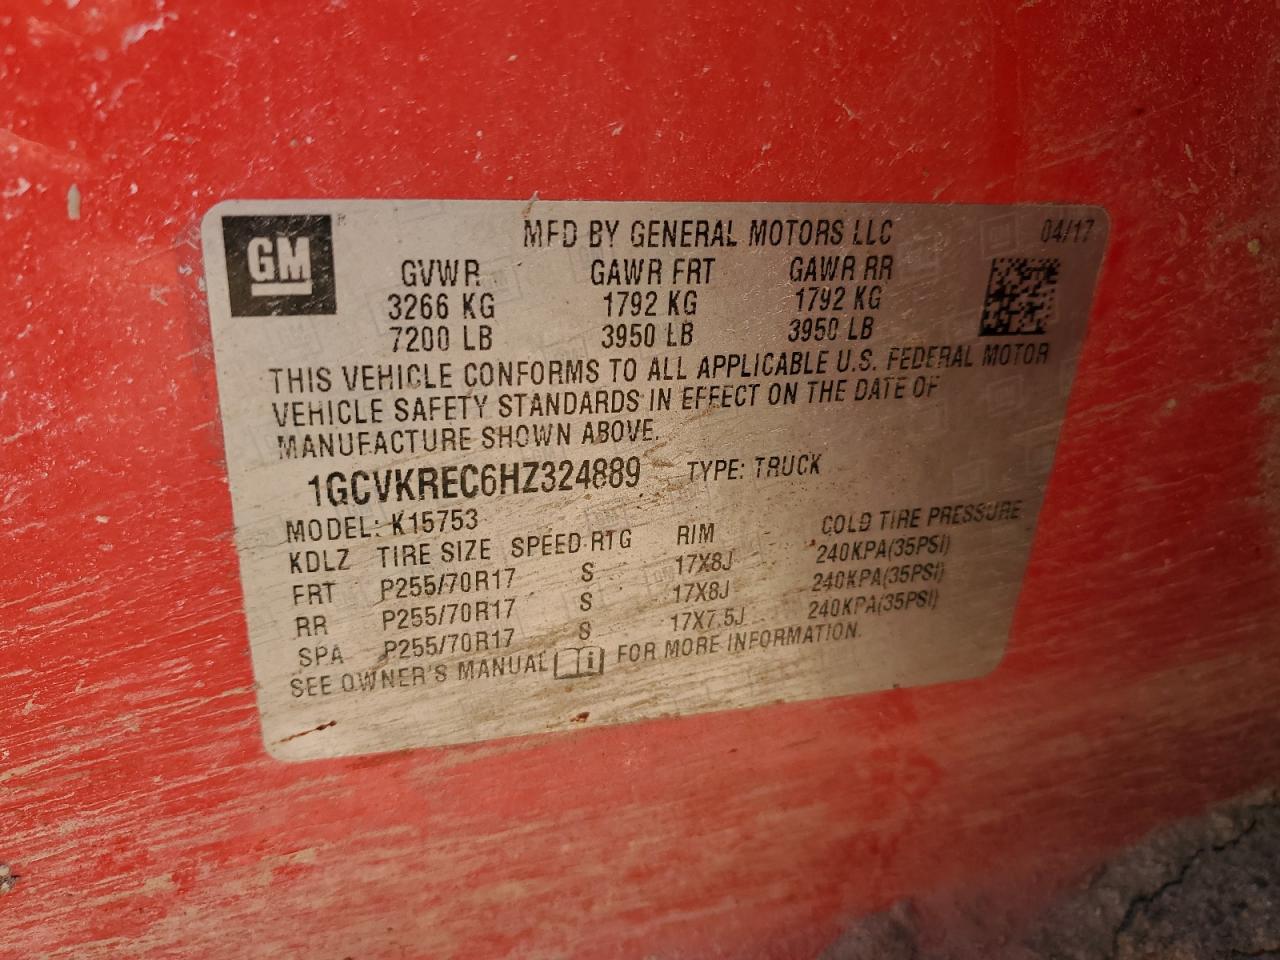 GM
MFD BY GENERAL MOTORS LLC 04/17
GVWR GAWR FRT GAWR RR
3266 KG 1792 KG 1792 KG
7200 LB 3950 LB 3950 LB
THIS VEHICLE CONFORMS TO ALL APPLICABLE U.S. FEDERAL MOTOR
VEHICLE SAFETY STANDARDS IN EFFECT ON THE DATE OF
MANUFACTURE SHOWN ABOVE.
1GCVKREC6HZ324889 TYPE: TRUCK
MODEL: K15753
KDLZ TIRE SIZE SPEED RTG RIM COLD TIRE PRESSURE
FRT P255/70R17 S 17X8J 240KPA(35PSI)
RR P255/70R17 S 17X8J 240KPA(35PSI)
SPA P255/70R17 S 17X7.5J 240KPA(35PSI)
SEE OWNER'S MANUAL i FOR MORE INFORMATION.